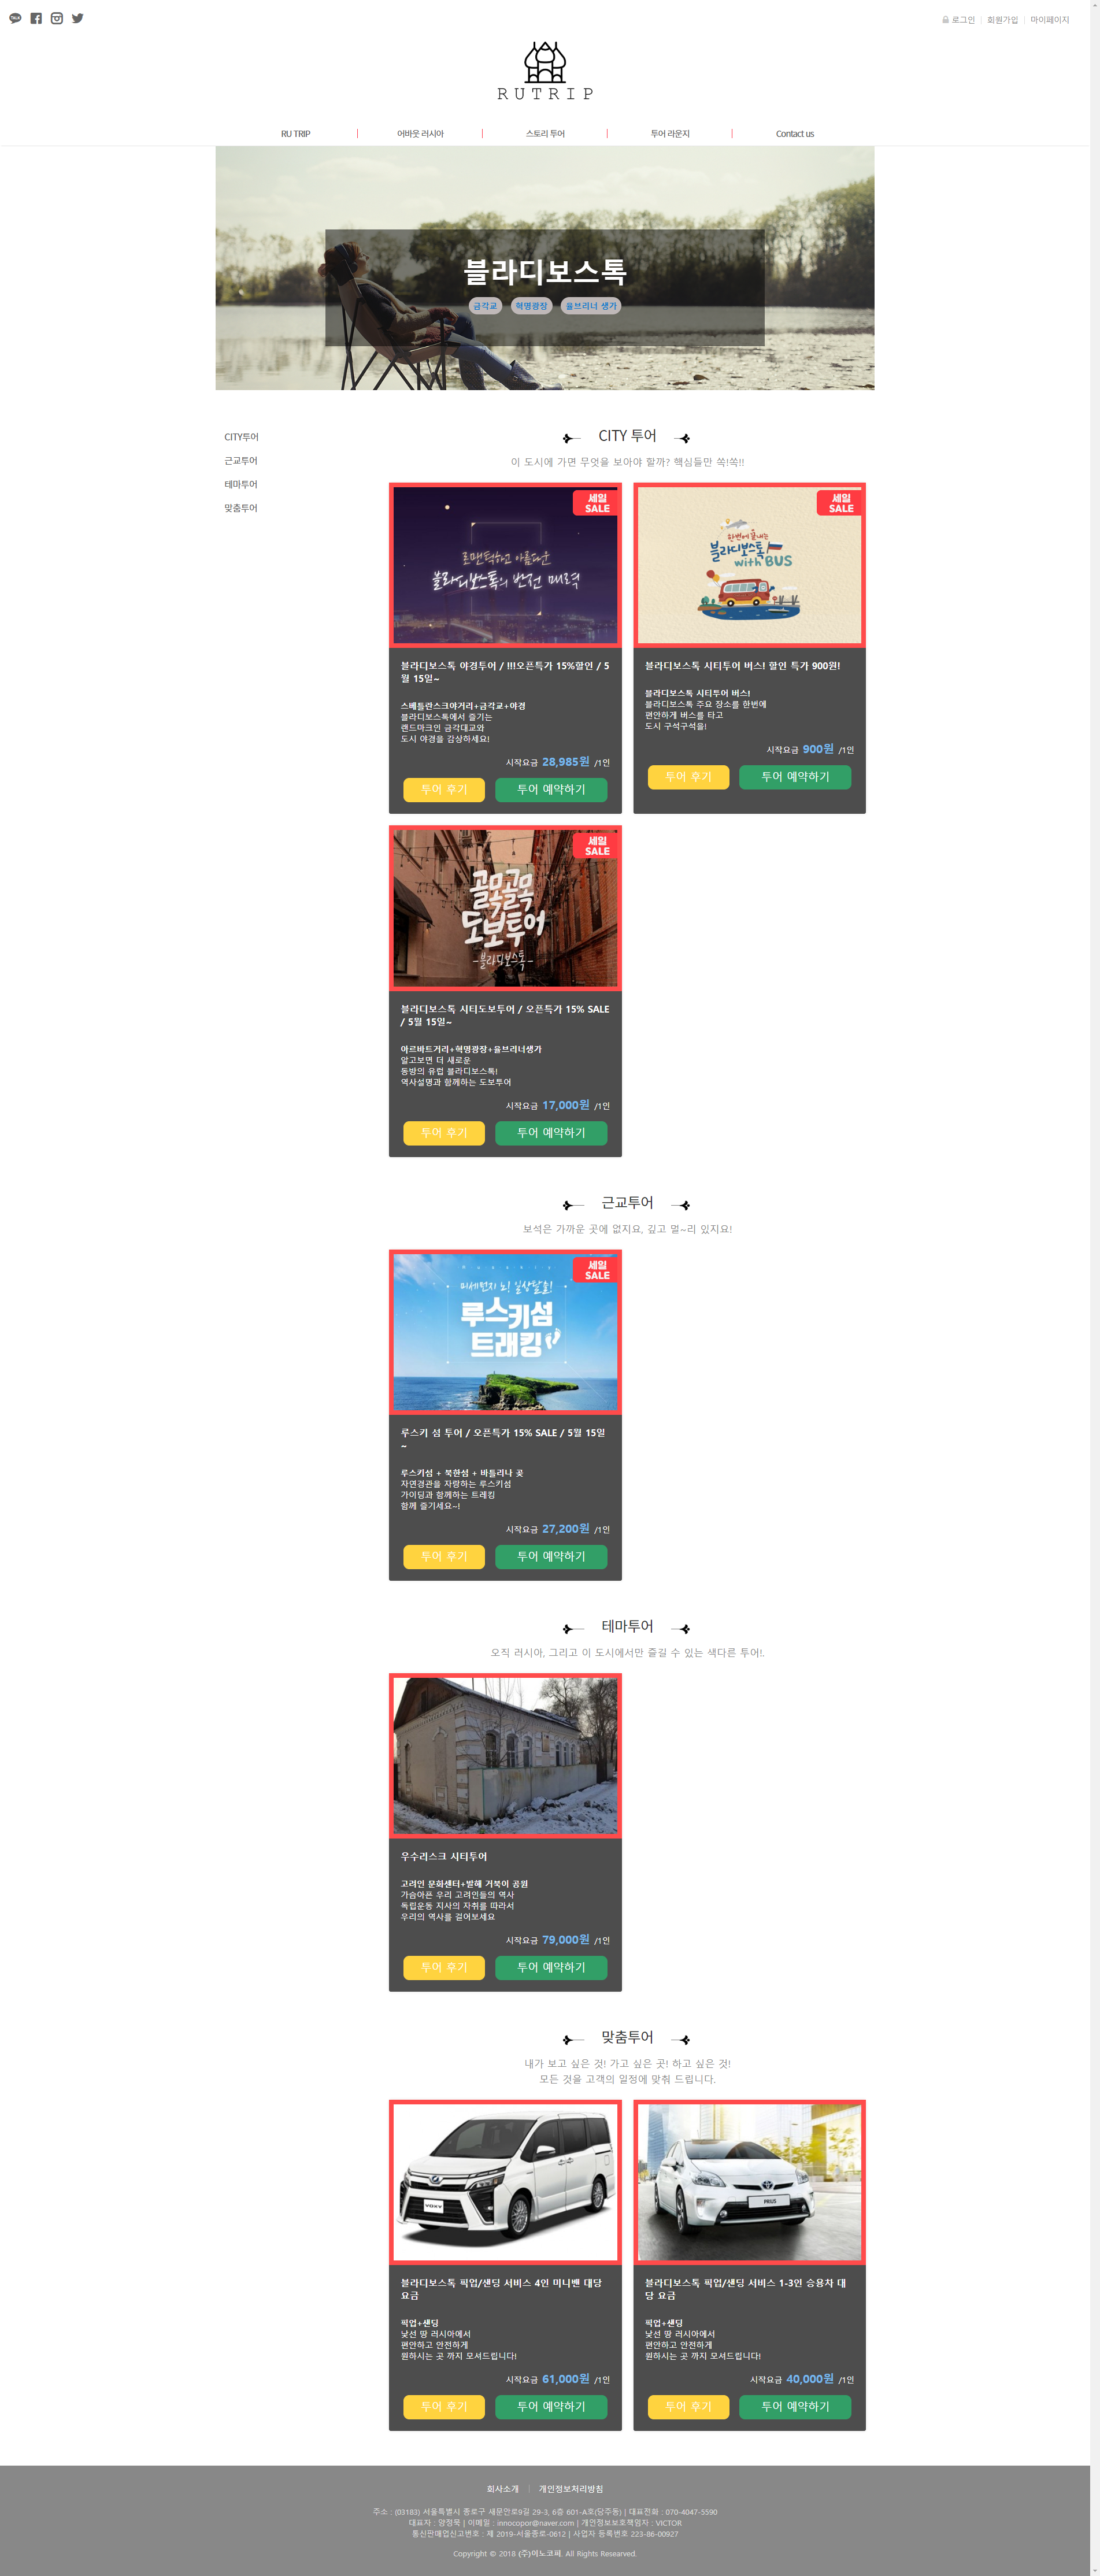 TALK
로그인 | 회원가입 | 마이페이지
RUTRIP
RU TRIP
어바웃 러시아
스토리 투어
투어 라운지
Contact us
블라디보스톡
금각교 혁명광장 율브리너 생가
CITY투어
근교투어
테마투어
맞춤투어
CITY 투어
이 도시에 가면 무엇을 보아야 할까? 핵심들만 쏙!쏙!!
세일
SALE
로맨틱하고 아름다운
블라디보스톡의 반전 매력
블라디보스톡 야경투어 / !!!오픈특가 15%할인 / 5
월 15일~
스베틀란스크야거리+금각교+야경
블라디보스톡에서 즐기는
랜드마크인 금각대교와
도시 야경을 감상하세요!
시작요금 28,985원 /1인
투어 후기
투어 예약하기
세일
SALE
한번에 끝내는
블라디보스톡
with BUS
블라디보스톡 시티투어 버스! 할인 특가 900원!
블라디보스톡 시티투어 버스!
블라디보스톡 주요 장소를 한번에
편안하게 버스를 타고
도시 구석구석을!
시작요금 900원 /1인
투어 후기
투어 예약하기
세일
SALE
골목골목
도보투어
-블라디보스톡-
블라디보스톡 시티도보투어 / 오픈특가 15% SALE
/ 5월 15일~
아르바트거리+혁명광장+율브리너생가
알고보면 더 새로운
동방의 유럽 블라디보스톡!
역사설명과 함께하는 도보투어
시작요금 17,000원 /1인
투어 후기
투어 예약하기
근교투어
보석은 가까운 곳에 없지요, 깊고 멀~리 있지요!
세일
SALE
미세먼지 노! 일상탈출!
루스키섬
트래킹
루스키 섬 투어 / 오픈특가 15% SALE / 5월 15일
~
루스키섬 + 북한섬 + 바틀리나 곶
자연경관을 자랑하는 루스키섬
가이딩과 함께하는 트레킹
함께 즐기세요~!
시작요금 27,200원 /1인
투어 후기
투어 예약하기
테마투어
오직 러시아, 그리고 이 도시에서만 즐길 수 있는 색다른 투어!.
우수리스크 시티투어
고려인 문화센터+발해 거북이 공원
가슴아픈 우리 고려인들의 역사
독립운동 지사의 자취를 따라서
우리의 역사를 걸어보세요
시작요금 79,000원 /1인
투어 후기
투어 예약하기
맞춤투어
내가 보고 싶은 것! 가고 싶은 곳! 하고 싶은 것!
모든 것을 고객의 일정에 맞춰 드립니다.
VOXY
블라디보스톡 픽업/샌딩 서비스 4인 미니밴 대당
요금
픽업+샌딩
낯선 땅 러시아에서
편안하고 안전하게
원하시는 곳 까지 모셔드립니다!
시작요금 61,000원 /1인
투어 후기
투어 예약하기
PRIUS
블라디보스톡 픽업/샌딩 서비스 1-3인 승용차 대
당 요금
픽업+샌딩
낯선 땅 러시아에서
편안하고 안전하게
원하시는 곳 까지 모셔드립니다!
시작요금 40,000원 /1인
투어 후기
투어 예약하기
회사소개 | 개인정보처리방침
주소 : (03183) 서울특별시 종로구 새문안로9길 29-3, 6층 601-A호(당주동) | 대표전화 : 070-4047-5590
대표자 : 양정묵 | 이메일 : innocopor@naver.com | 개인정보보호책임자 : VICTOR
통신판매업신고번호 : 제 2019-서울종로-0612 | 사업자 등록번호 223-86-00927
Copyright © 2018 (주)이노코퍼. All Rights Researved.